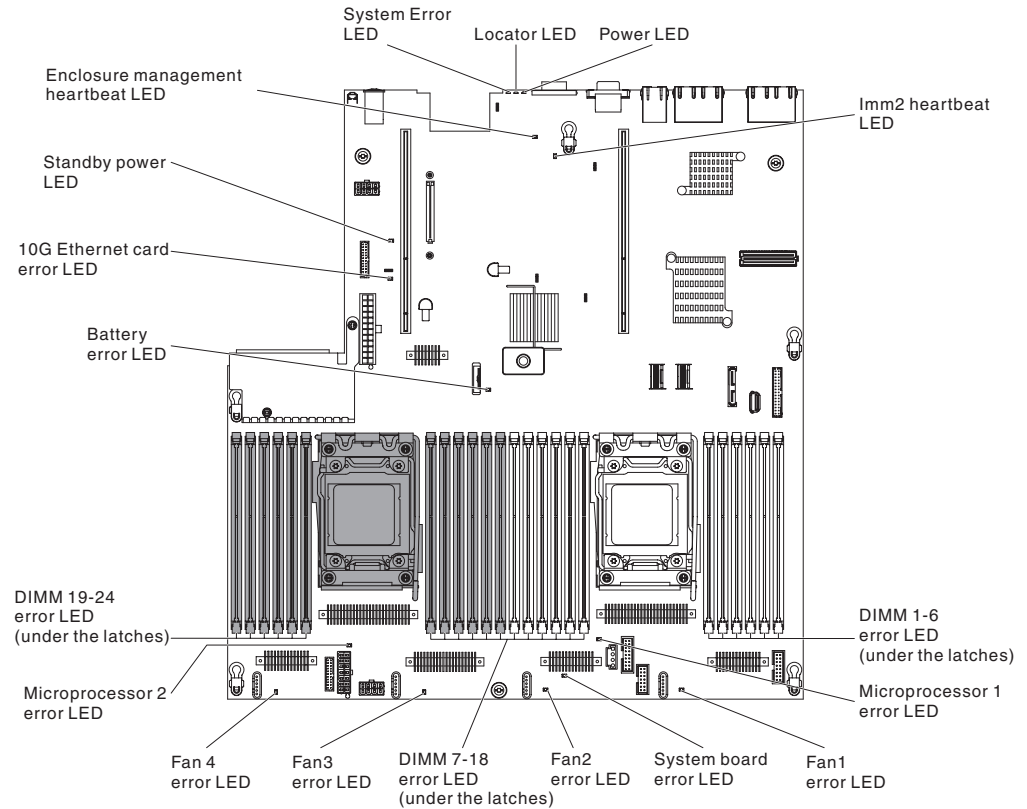 System Error
LED
Locator LED
Power LED
Enclosure management
heartbeat LED
Imm2 heartbeat
LED
Standby power
LED
10G Ethernet card
error LED
Battery
error LED
DIMM 19-24
error LED
(under the latches)
DIMM 1-6
error LED
(under the latches)
Microprocessor 2
error LED
Microprocessor 1
error LED
Fan 4
error LED
Fan3
error LED
DIMM 7-18
error LED
(under the latches)
Fan2
error LED
System board
error LED
Fan1
error LED